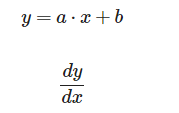 y = a · x + b
dy
dx